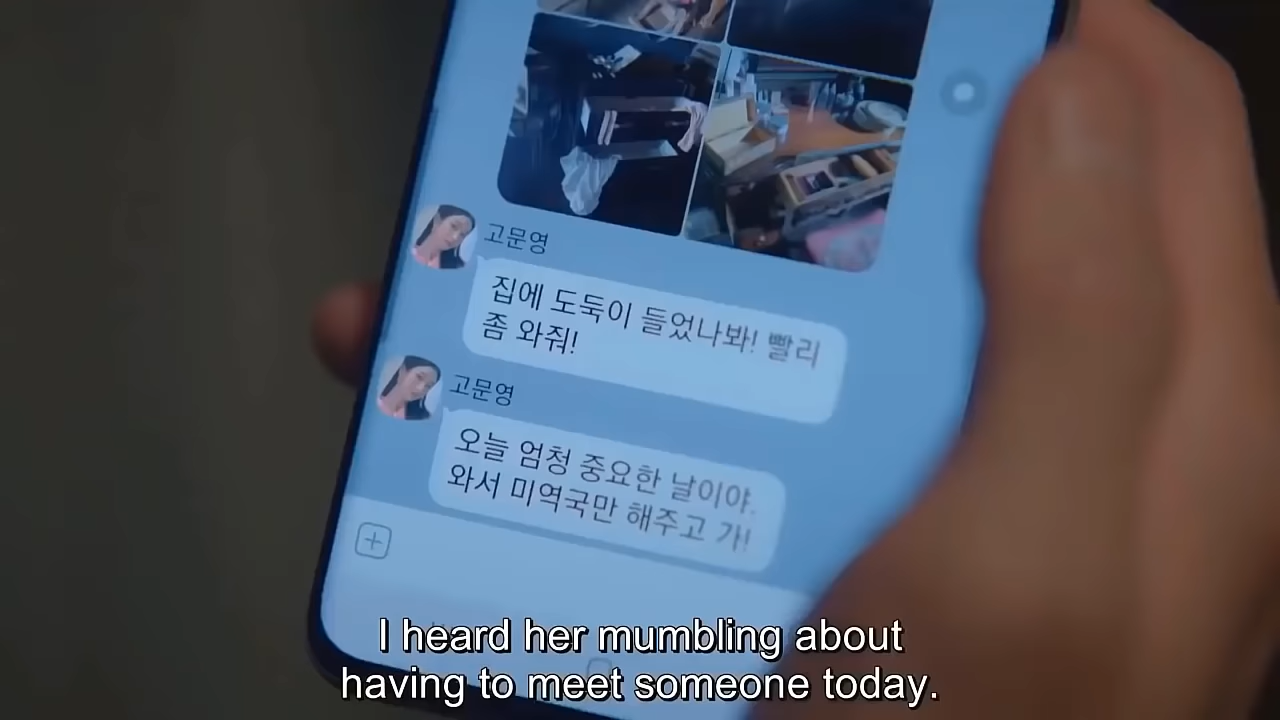 고문영
집에 도둑이 들었나봐! 빨리
좀 와줘!
고문영
오늘 엄청 중요한 날이야.
와서 미역국만 해주고 가!
I heard her mumbling about
having to meet someone today.